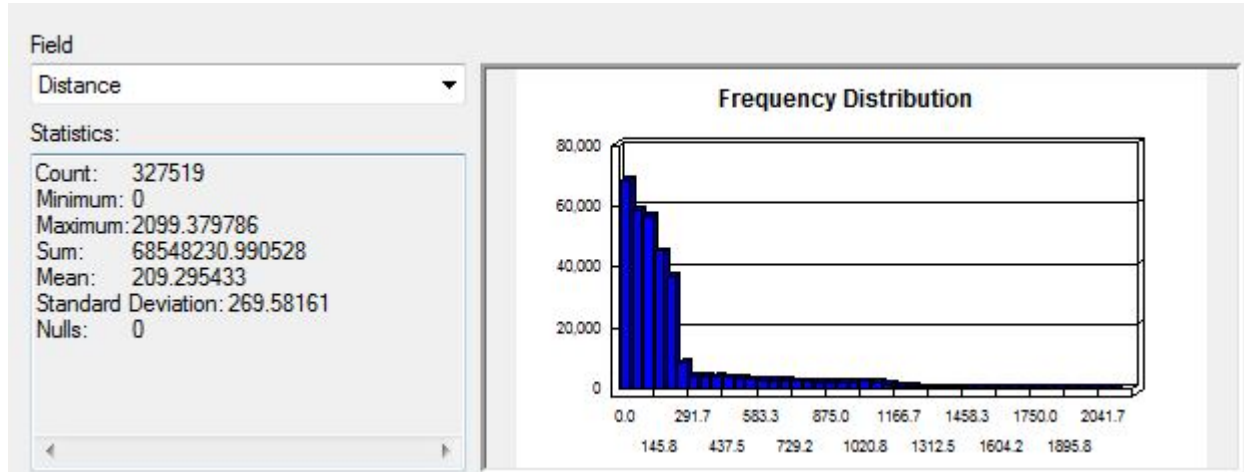 Field
Distance
Statistics:
Count: 327519
Minimum: 0
Maximum: 2099.379786
Sum: 68548230.990528
Mean: 209.295433
Standard Deviation: 269.58161
Nulls: 0
Frequency Distribution
80,000
60,000
40,000
20,000
0
0.0 291.7 583.3 875.0 1166.7 1458.3 1750.0 2041.7
145.8 437.5 729.2 1020.8 1312.5 1604.2 1895.8